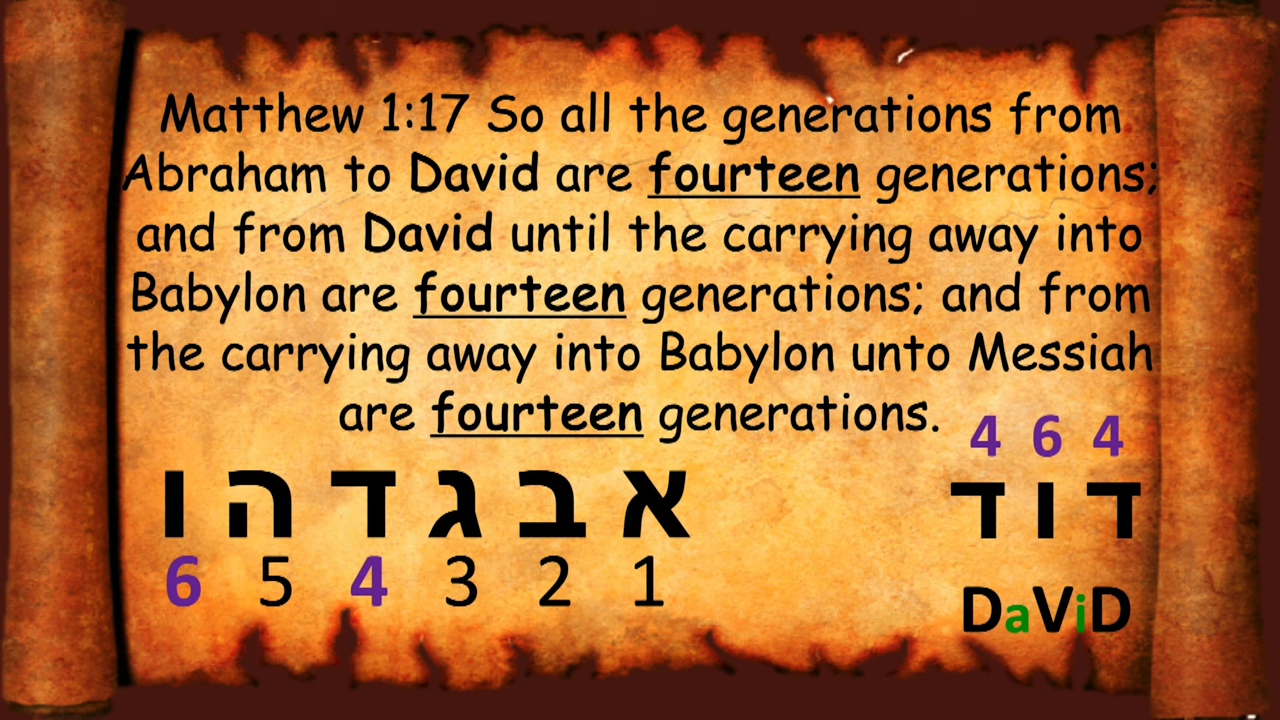 Matthew 1:17 So all the generations from
Abraham to David are fourteen generations;
and from David until the carrying away into
Babylon are fourteen generations; and from
the carrying away into Babylon unto Messiah
are fourteen generations.
4 6 4
א ב ג ד ה ו
דוד
6 5 4 3 2 1
DaViD